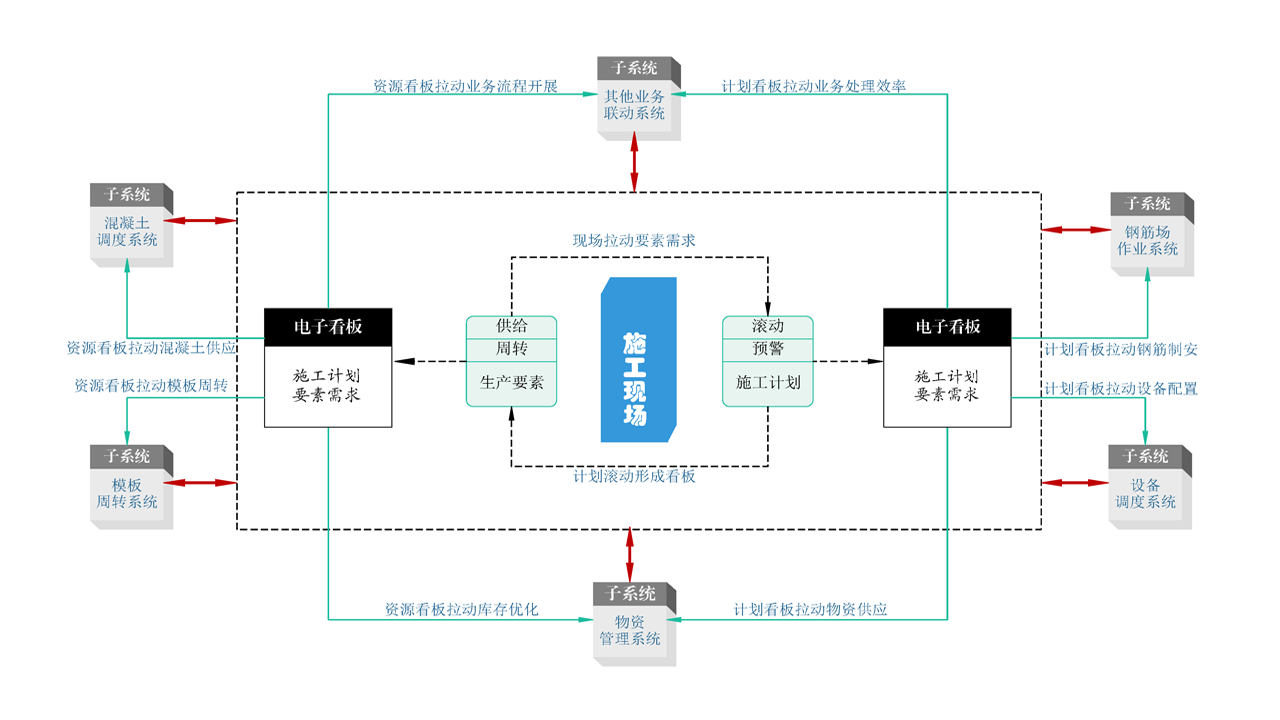 子系统
资源看板拉动业务流程开展
计划看板拉动业务处理效率
其他业务
联动系统
子系统
混凝土
调度系统
子系统
钢筋场
作业系统
现场拉动要素需求
电子看板
施工计划
要素需求
供给
周转
生产要素
施工现场
滚动
预警
施工计划
电子看板
施工计划
要素需求
资源看板拉动混凝土供应
计划看板拉动钢筋制安
资源看板拉动模板周转
计划看板拉动设备配置
子系统
模板
周转系统
计划滚动形成看板
子系统
设备
调度系统
子系统
资源看板拉动库存优化
计划看板拉动物资供应
物资
管理系统